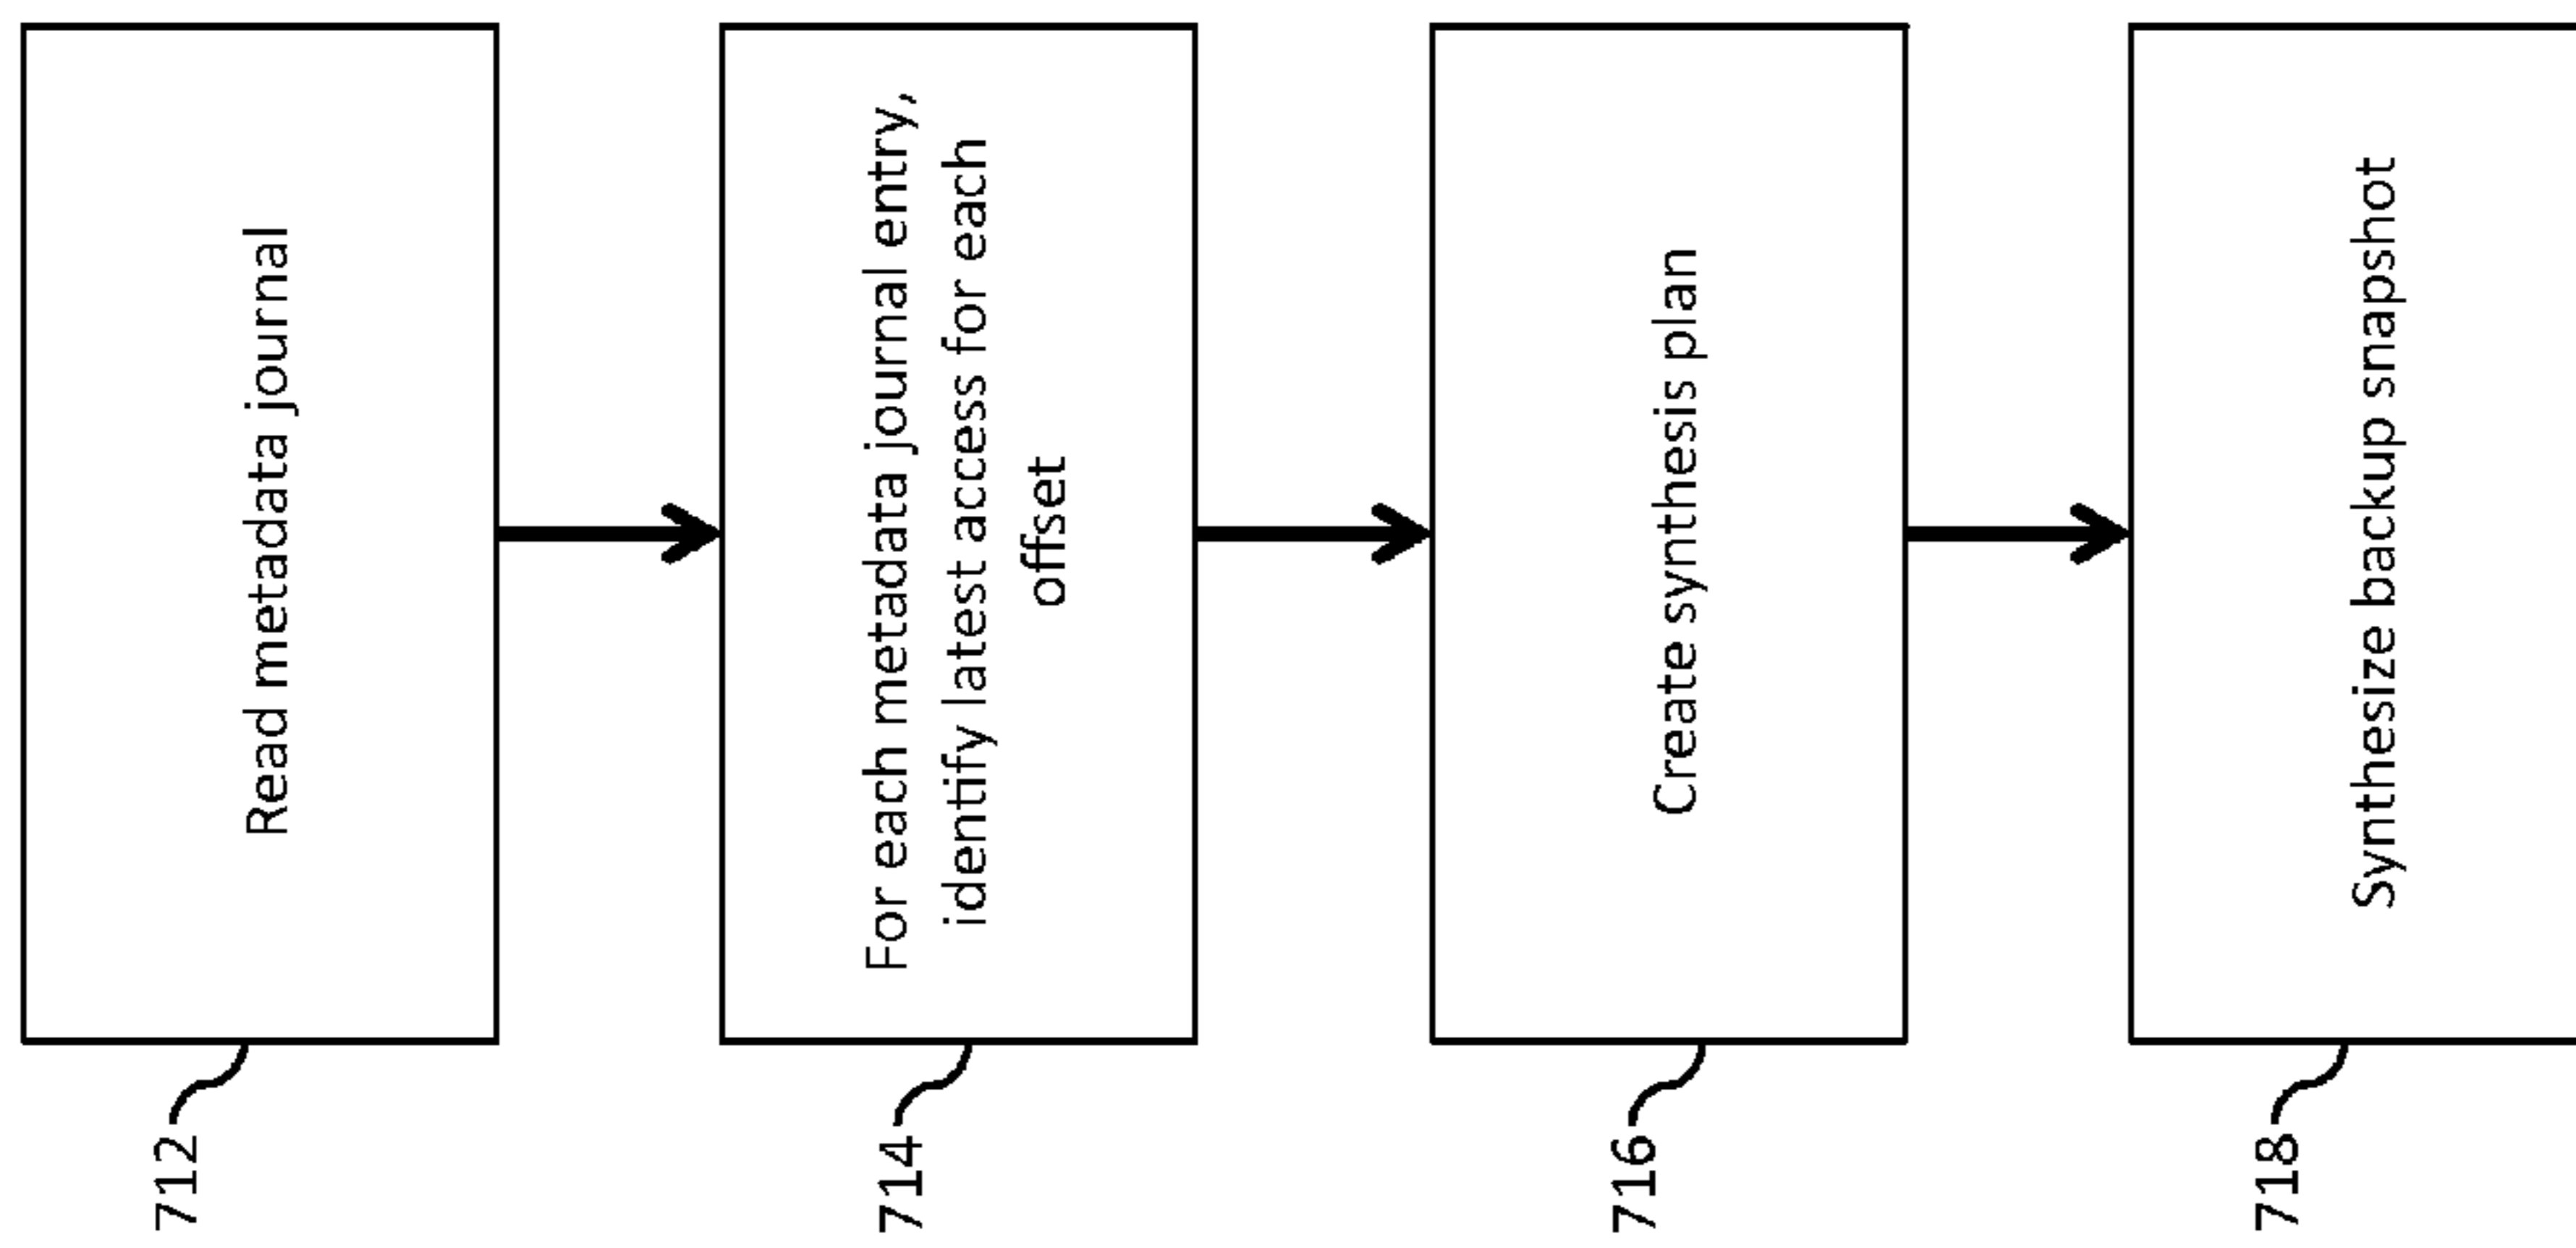 712
Read metadata journal
714
For each metadata journal entry,
identify latest access for each
offset
716
Create synthesis plan
718
Synthesize backup snapshot